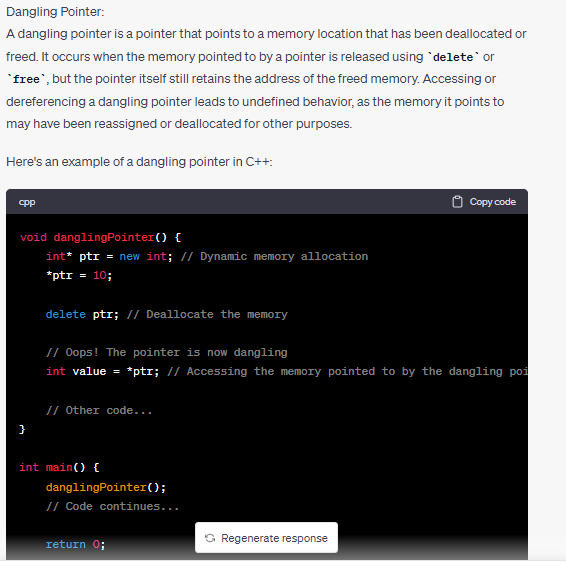 Dangling Pointer:
A dangling pointer is a pointer that points to a memory location that has been deallocated or
freed. It occurs when the memory pointed to by a pointer is released using `delete` or
`free`, but the pointer itself still retains the address of the freed memory. Accessing or
dereferencing a dangling pointer leads to undefined behavior, as the memory it points to
may have been reassigned or deallocated for other purposes.
Here's an example of a dangling pointer in C++:
cpp Copy code
void danglingPointer() {
int* ptr = new int; // Dynamic memory allocation
*ptr = 10;
delete ptr; // Deallocate the memory
// Oops! The pointer is now dangling
int value = *ptr; // Accessing the memory pointed to by the dangling poi
// Other code...
}
int main() {
danglingPointer();
// Code continues...
Regenerate response
return 0;